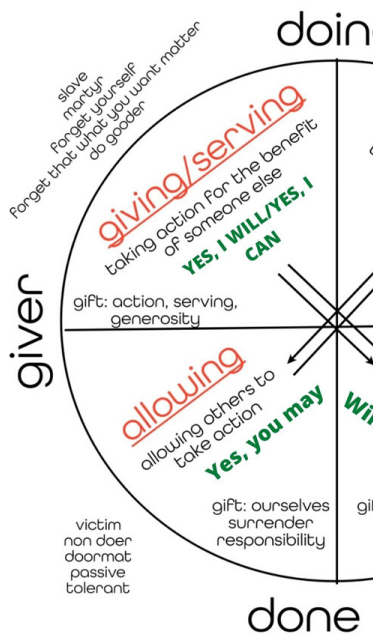 doin
slave
martyr
forget yourself
forget that what you want matter
do gooder
giving/serving
taking action for the benefit
of someone else
YES, I WILL/YES, I
CAN
gift: action, serving,
generosity
giver
allowing
allowing others to
take action
Yes, you may
Wi
gift: ourselves
surrender
responsibility
gi
victim
non doer
doormat
passive
tolerant
done